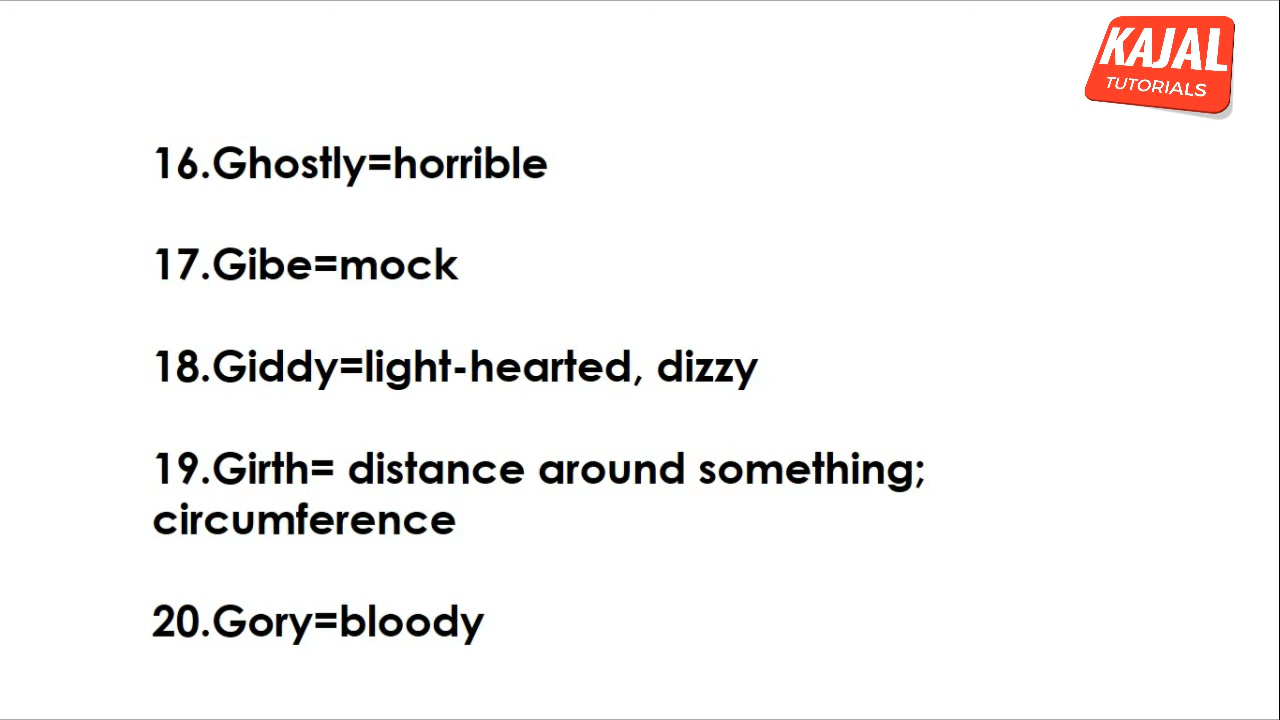 KAJAL
TUTORIALS
16.Ghostly=horrible
17.Gibe=mock
18.Giddy=light-hearted, dizzy
19.Girth= distance around something;
circumference
20.Gory=bloody